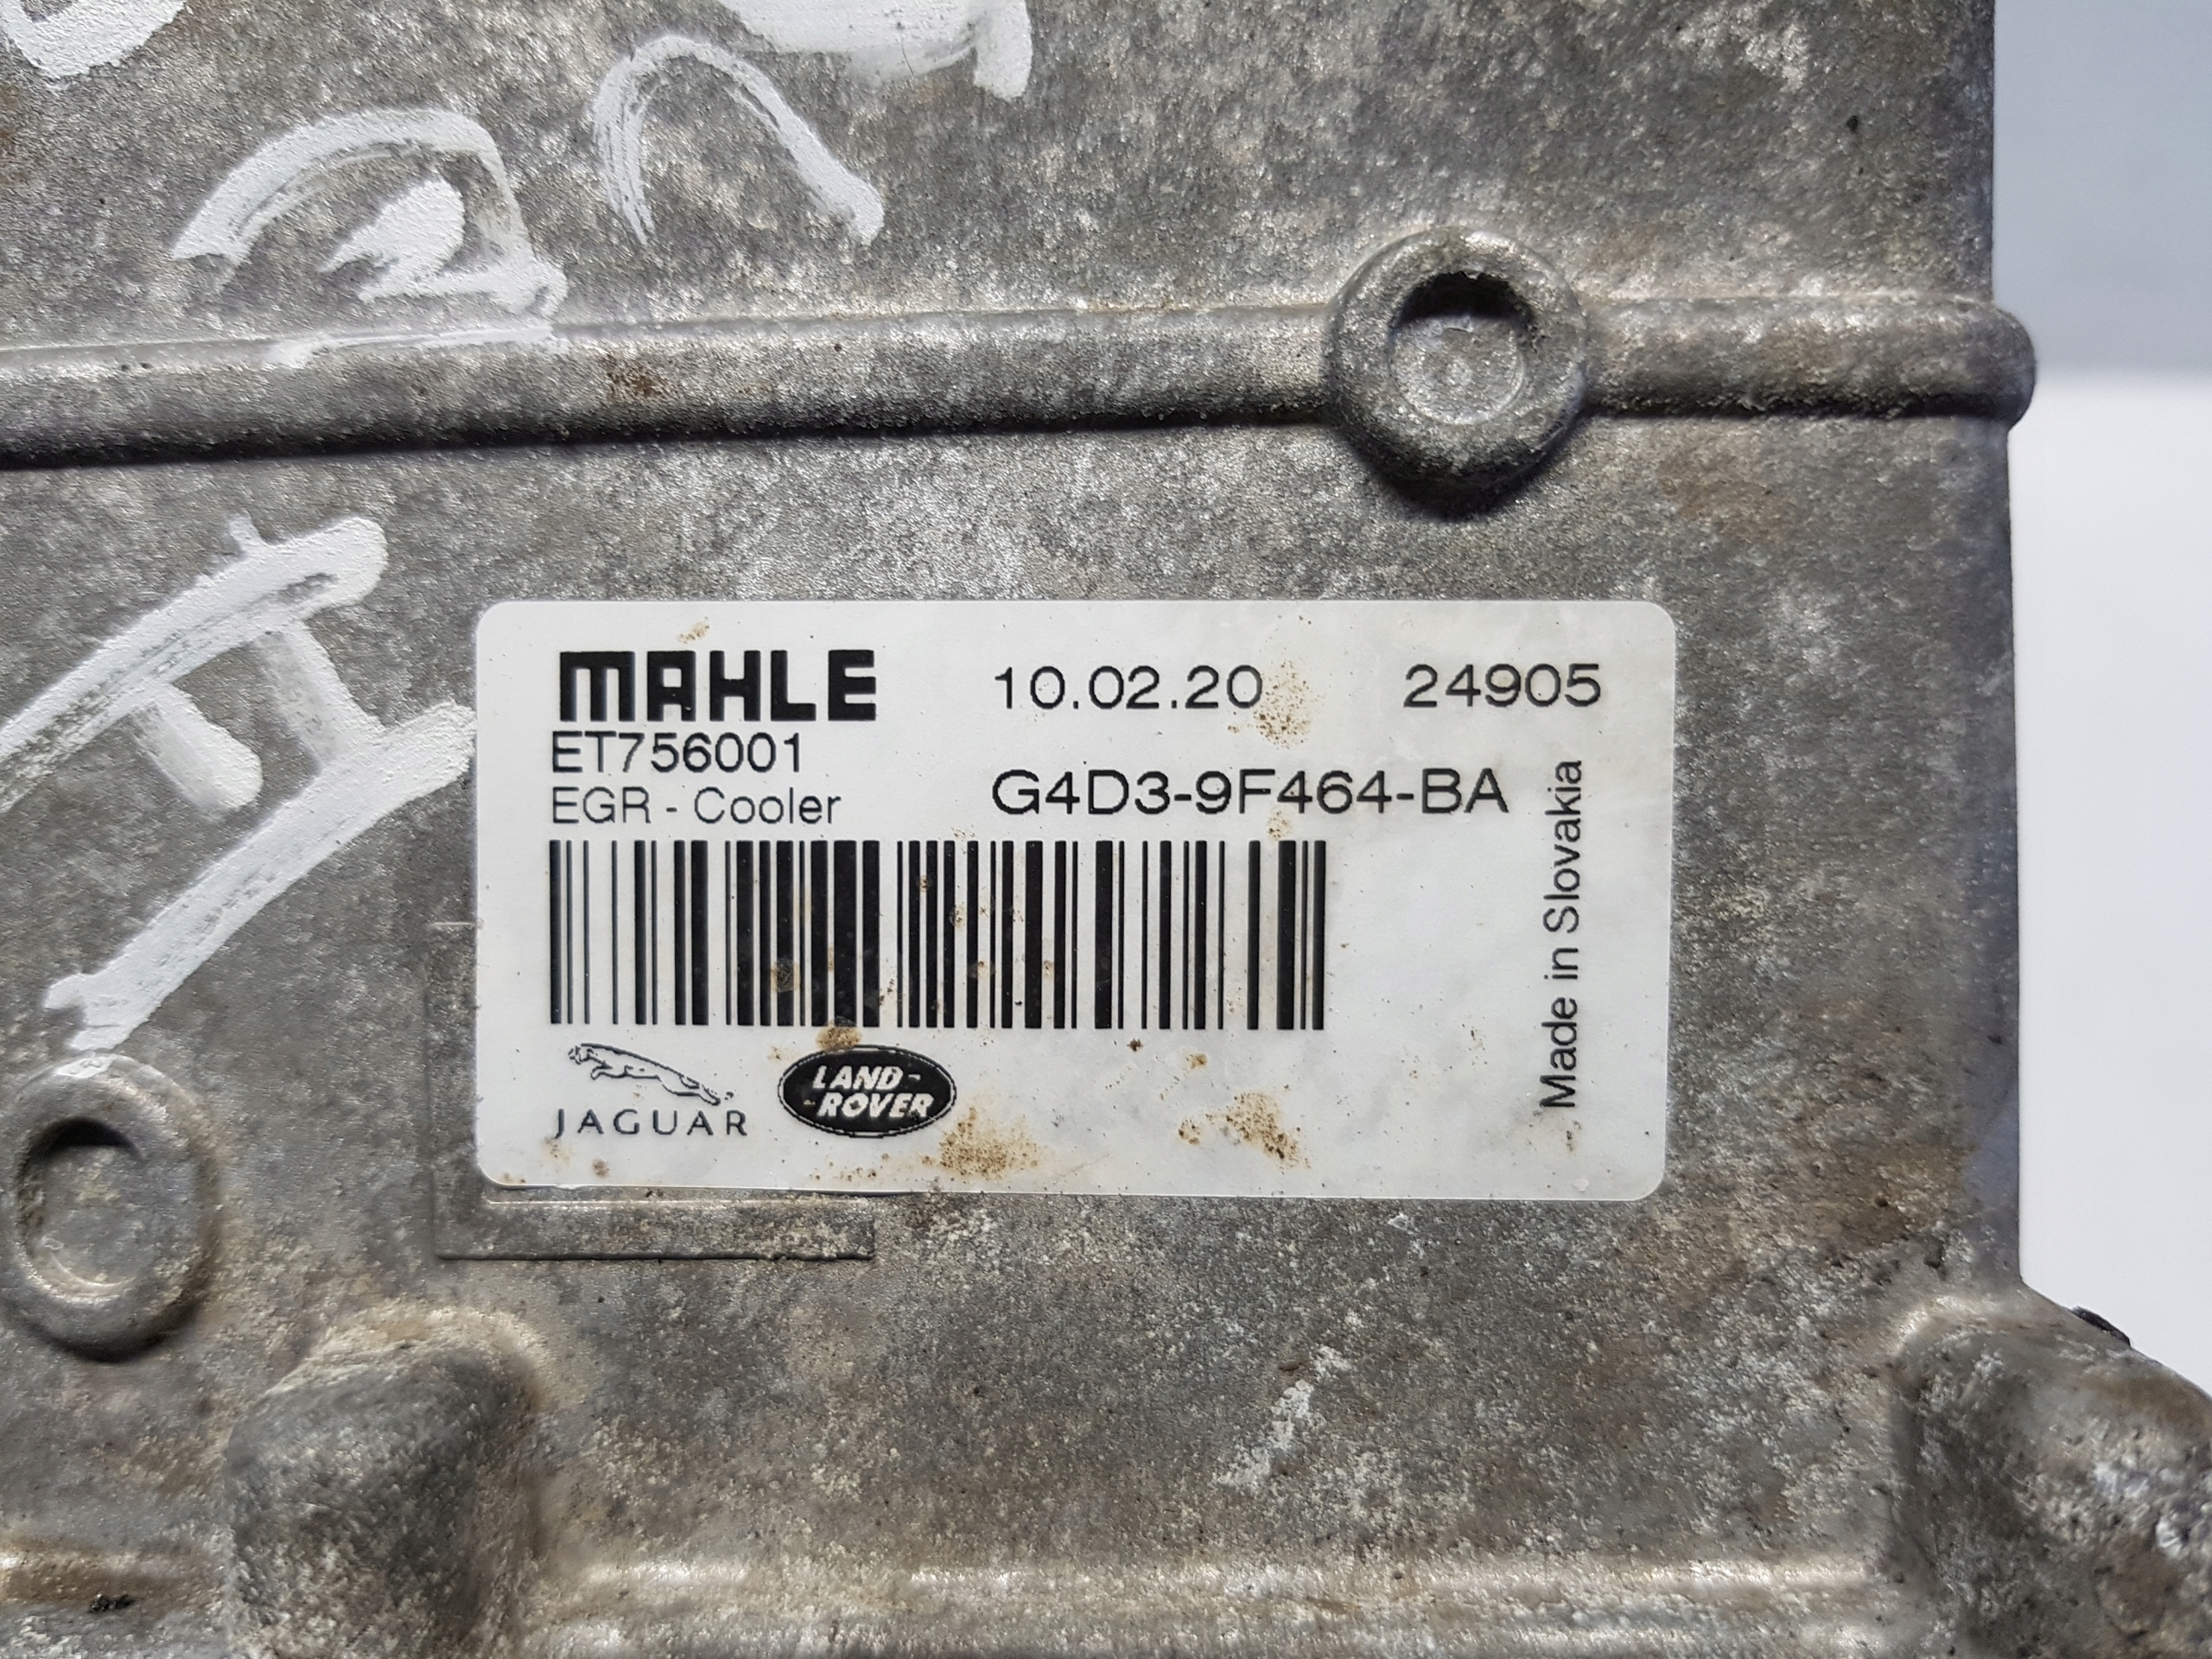 MAHLE 10.02.20 24905
ET756001
EGR - Cooler G4D3-9F464-BA
Made in Slovakia
JAGUAR
LAND-
-ROVER